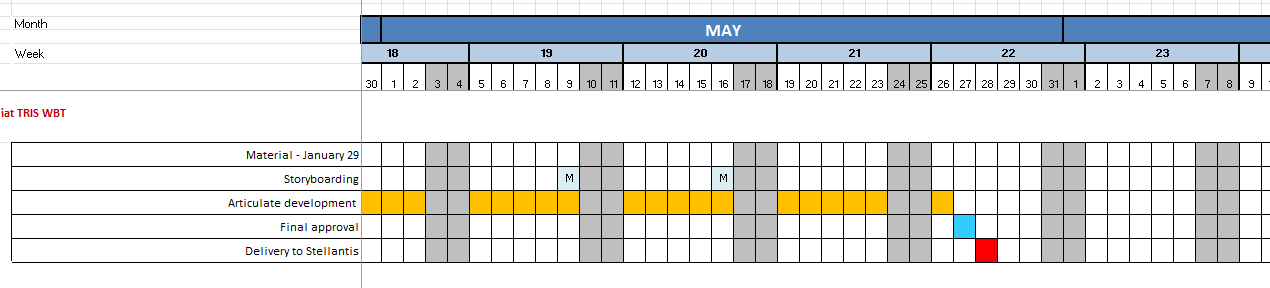 Month MAY
Week 18 19 20 21 22 23
30 1 2 3 4 5 6 7 8 9 10 11 12 13 14 15 16 17 18 19 20 21 22 23 24 25 26 27 28 29 30 31 1 2 3 4 5 6 7 8 9
iat TRIS WBT
Material - January 29
Storyboarding M M
Articulate development
Final approval
Delivery to Stellantis